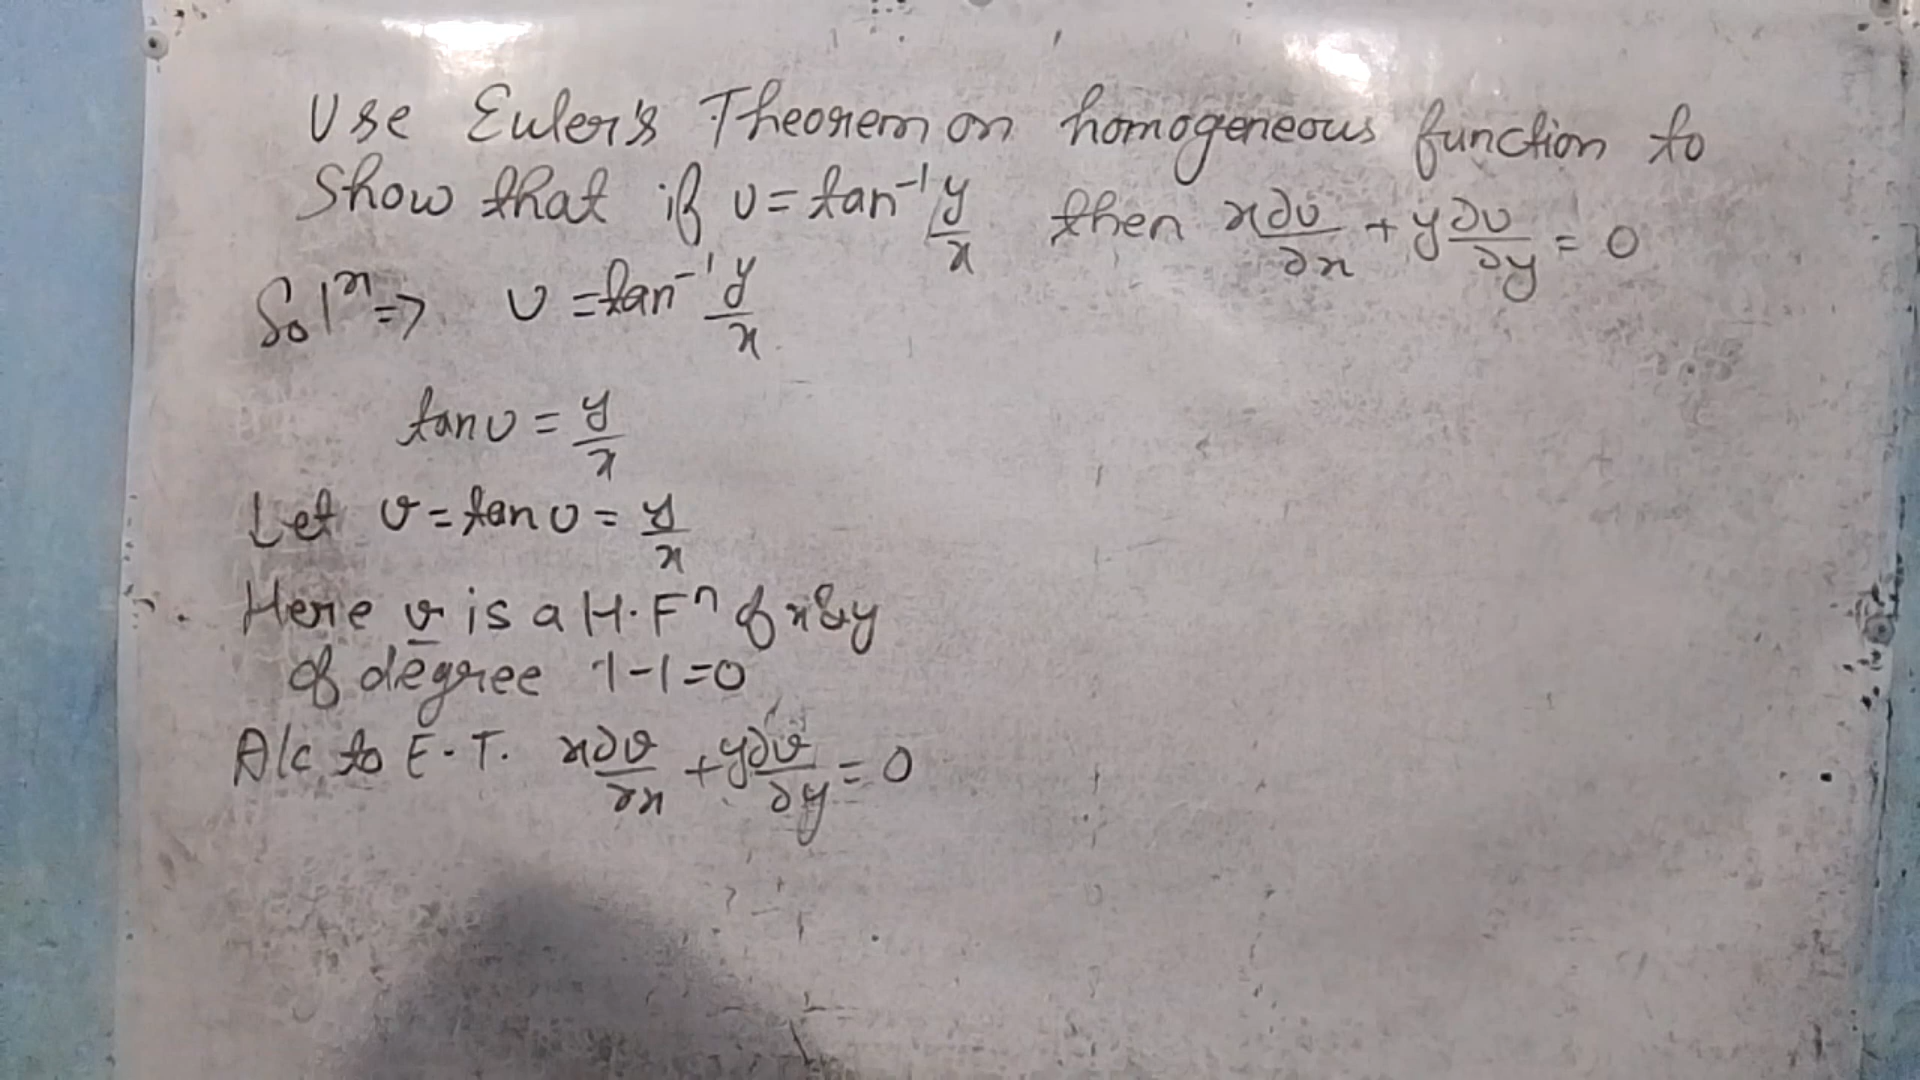 Use Euler's Theorem on homogeneous function to
Show that if u = tan⁻¹ y/x then x ∂u/∂x + y ∂u/∂y = 0
Solⁿ => u = tan⁻¹ y/x
tan u = y/x
Let v = tan u = y/x
Here v is a H.Fⁿ of x & y
of degree 1-1=0
A/c to E.T. x ∂v/∂x + y ∂v/∂y = 0